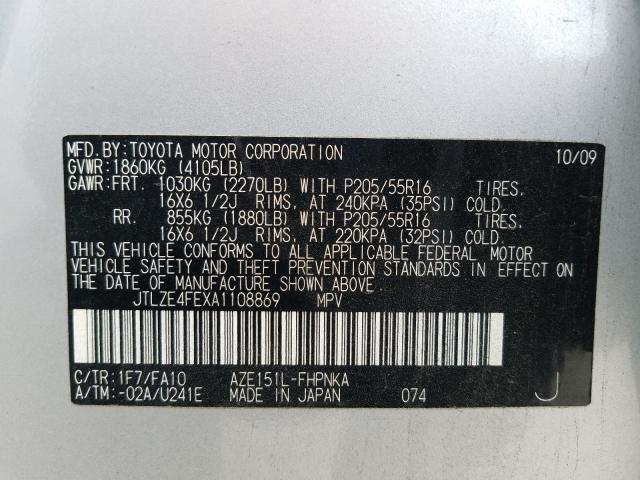 MFD.BY:TOYOTA MOTOR CORPORATION 10/09
GVWR:1860KG (4105LB)
GAWR:FRT. 1030KG (2270LB) WITH P205/55R16 TIRES.
16X6 1/2J RIMS, AT 240KPA (35PSI) COLD.
RR. 855KG (1880LB) WITH P205/55R16 TIRES.
16X6 1/2J RIMS, AT 220KPA (32PSI) COLD.
THIS VEHICLE CONFORMS TO ALL APPLICABLE FEDERAL MOTOR
VEHICLE SAFETY AND THEFT PREVENTION STANDARDS IN EFFECT ON
THE DATE OF MANUFACTURE SHOWN ABOVE.
JTLZE4FEXA1108869 MPV
C/TR:1F7/FA10 AZE151L-FHPNKA
A/TM:-02A/U241E MADE IN JAPAN 074 J